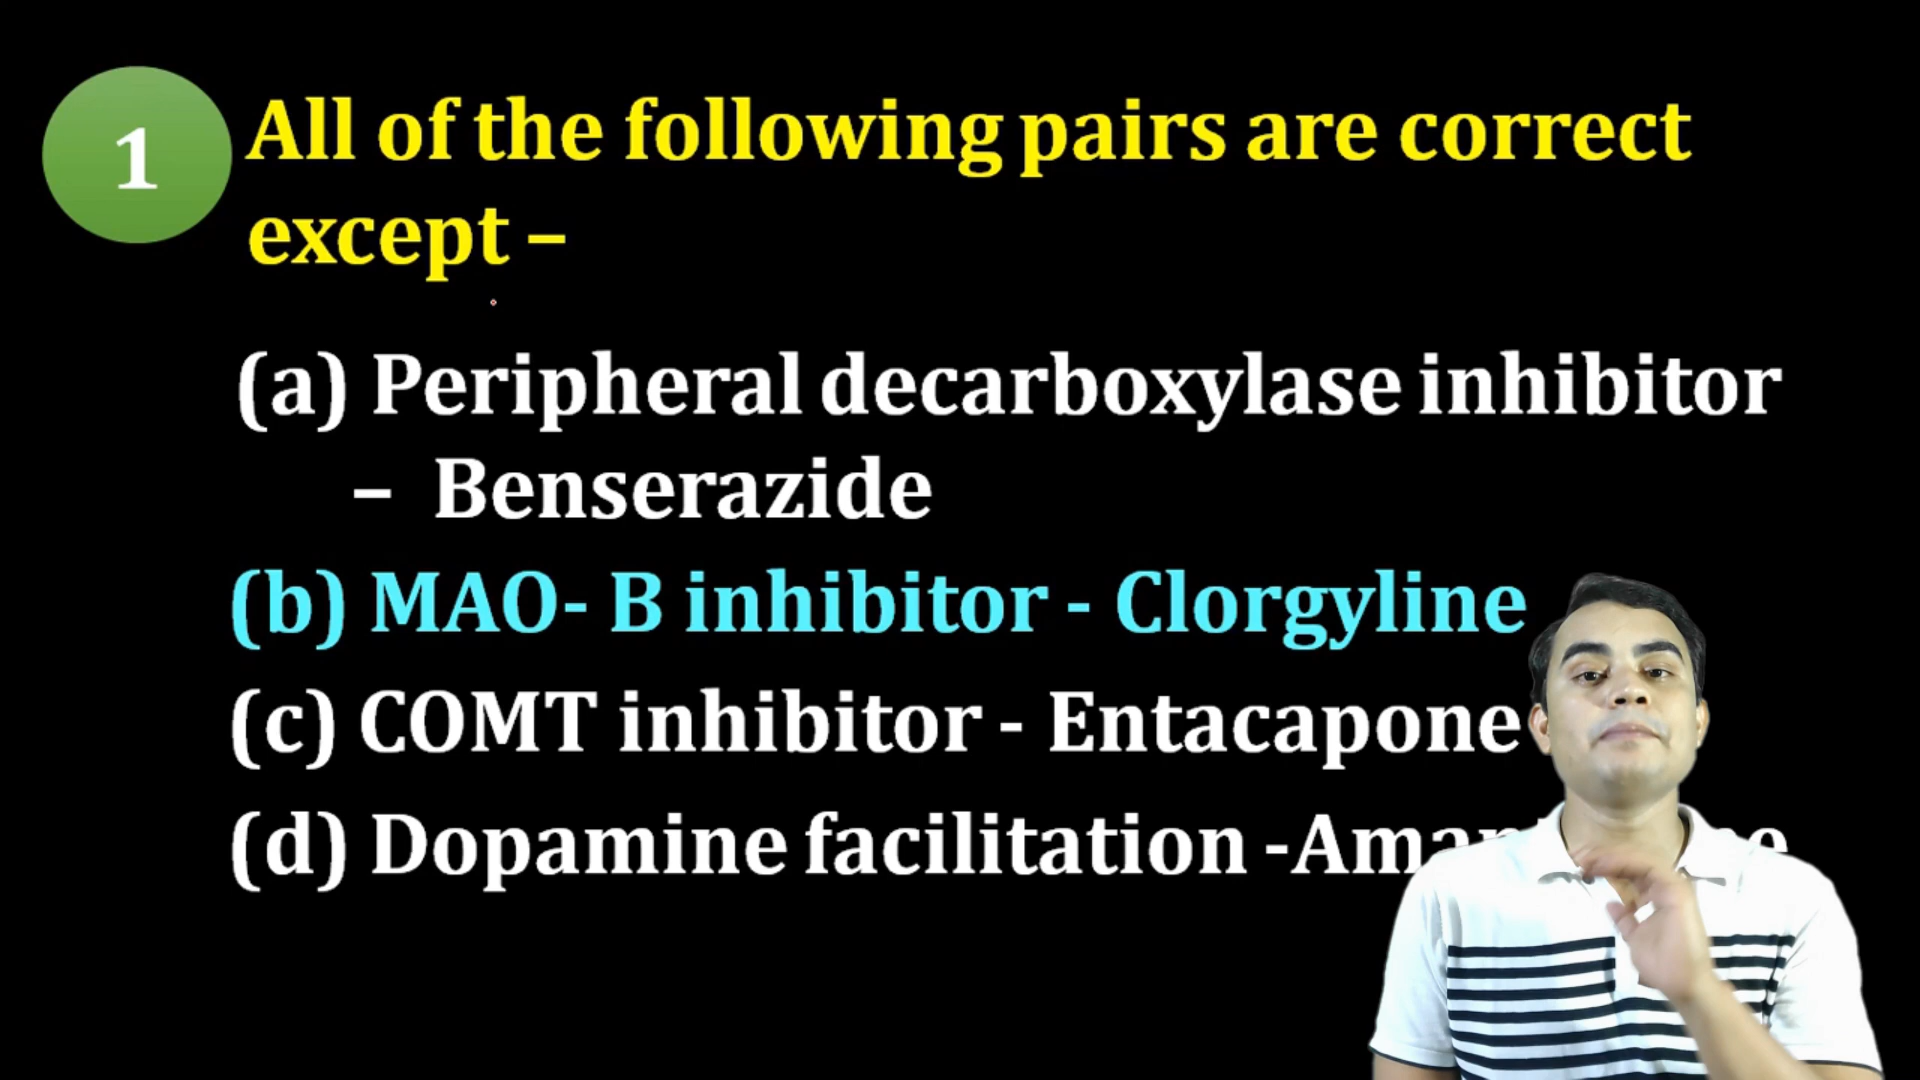 1
All of the following pairs are correct
except –
(a) Peripheral decarboxylase inhibitor
– Benserazide
(b) MAO- B inhibitor - Clorgyline
(c) COMT inhibitor - Entacapone
(d) Dopamine facilitation -